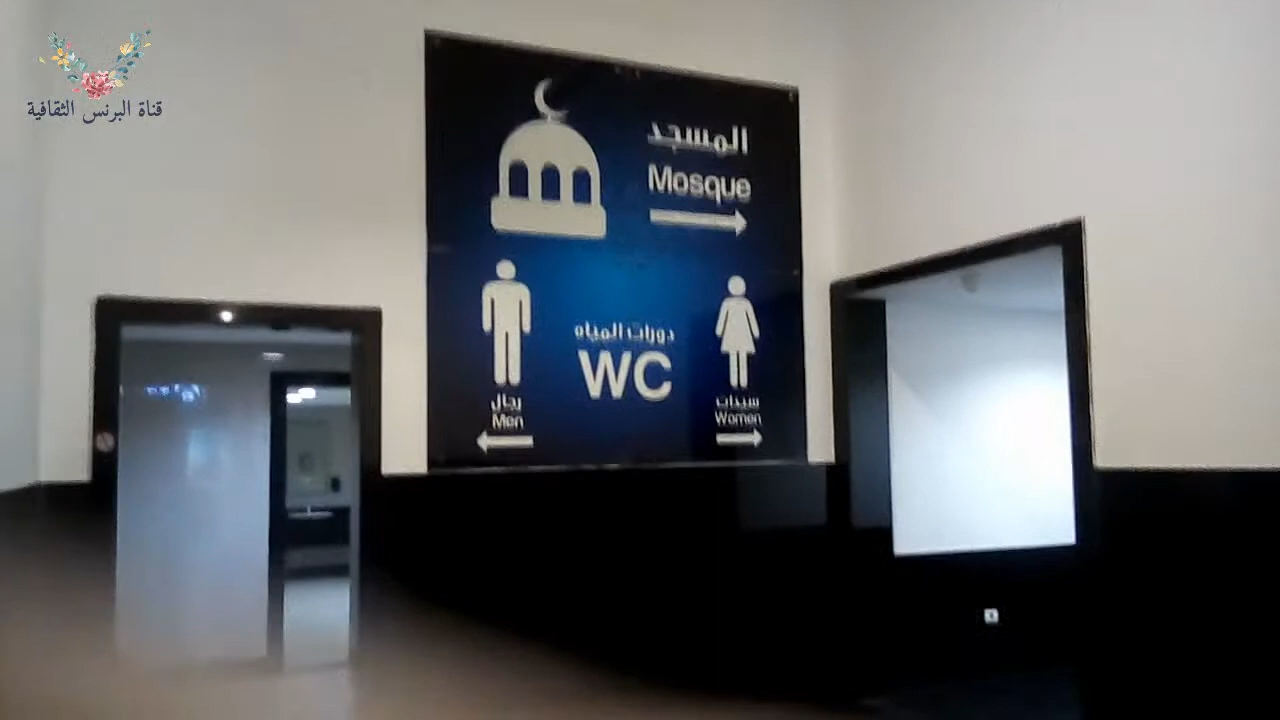 قناة البرنس الثقافية
المسجد
Mosque
دورات المياه
WC
رجال
Men
سيدات
Women